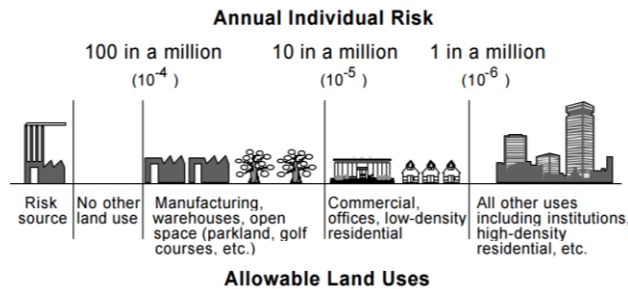 Annual Individual Risk
100 in a million
(10-4 )
10 in a million
(10-5 )
1 in a million
(10-6 )
Risk
source
No other
land use
Manufacturing,
warehouses, open
space (parkland, golf
courses, etc.)
Commercial,
offices, low-density
residential
All other uses
including institutions,
high-density
residential, etc.
Allowable Land Uses